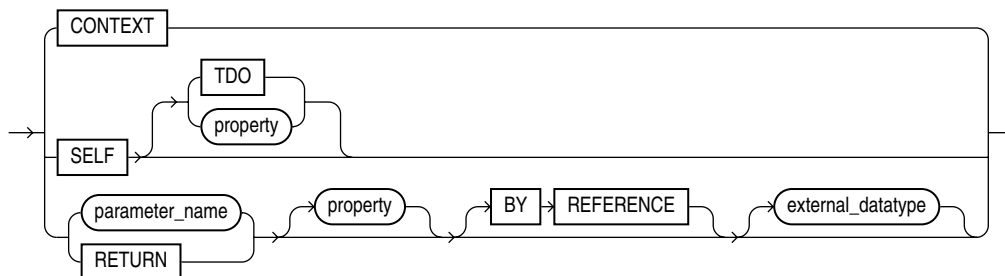 CONTEXT
TDO
property
SELF
parameter_name
property
BY
REFERENCE
external_datatype
RETURN